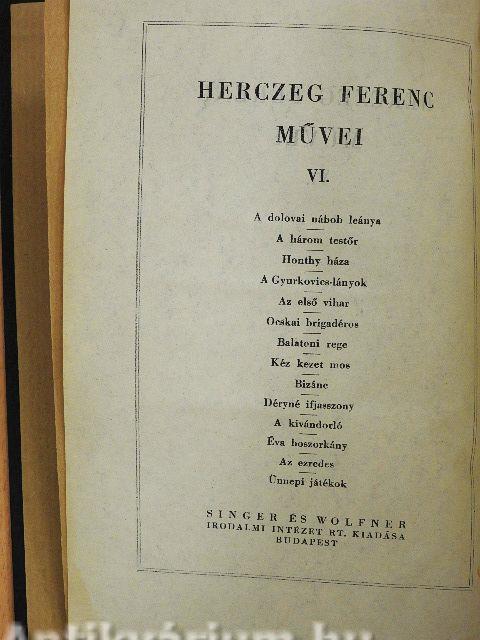 HERCZEG FERENC
MŰVEI
VI.
A dolovai nábob leánya
A három testőr
Honthy háza
A Gyurkovics-lányok
Az első vihar
Ocskai brigadéros
Balatoni rege
Kéz kezet mos
Bizánc
Déryné ifjasszony
A kivándorló
Éva boszorkány
Az ezredes
Ünnepi játékok
SINGER ÉS WOLFNER
IRODALMI INTÉZET RT. KIADÁSA
BUDAPEST
Antikvárium.hu